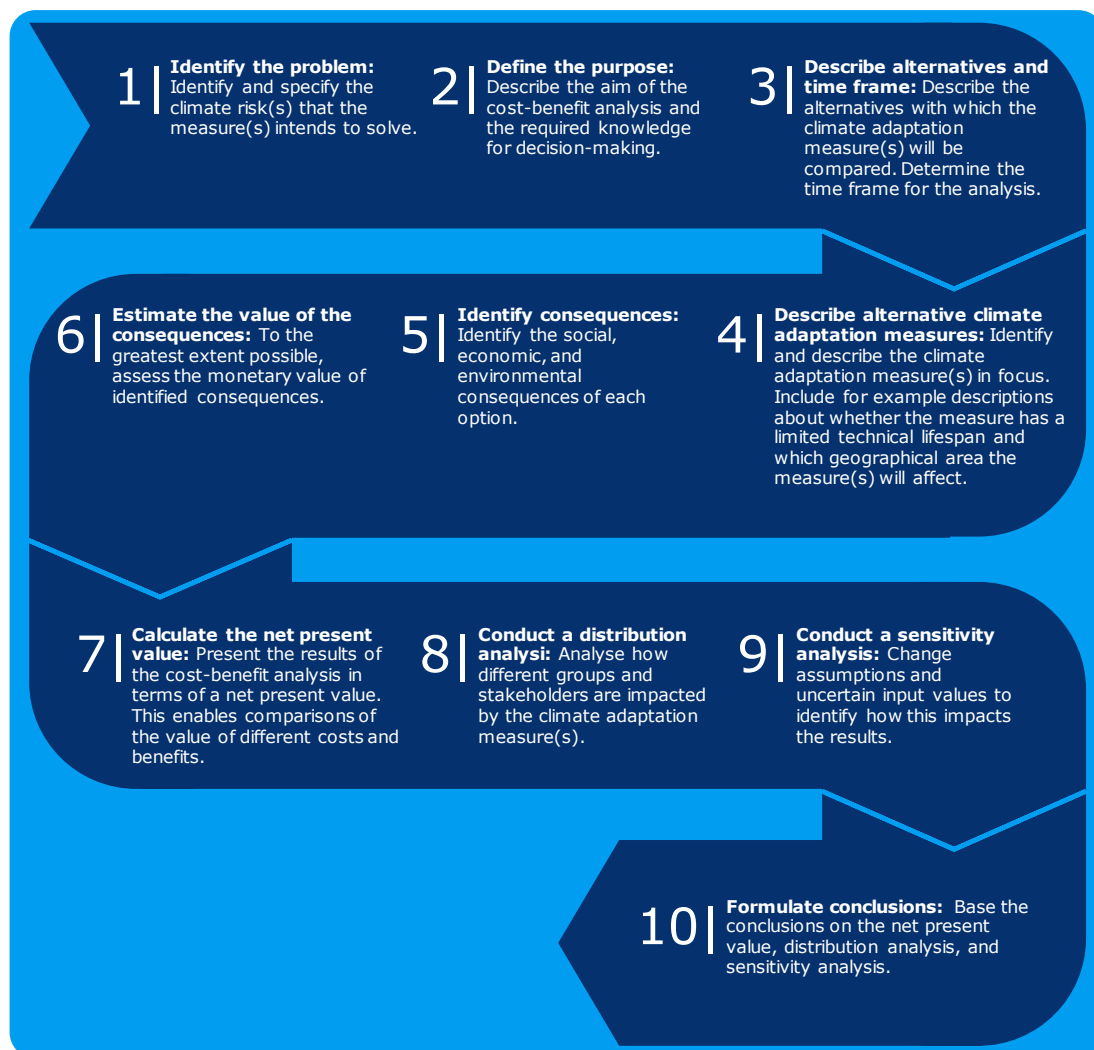 1
Identify the problem:
Identify and specify the
climate risk(s) that the
measure(s) intends to solve.
2
Define the purpose:
Describe the aim of the
cost-benefit analysis and
the required knowledge
for decision-making.
3
Describe alternatives and
time frame: Describe the
alternatives with which the
climate adaptation
measure(s) will be
compared. Determine the
time frame for the analysis.
4
Describe alternative climate
adaptation measures: Identify
and describe the climate
adaptation measure(s) in focus.
Include for example descriptions
about whether the measure has a
limited technical lifespan and
which geographical area the
measure(s) will affect.
5
Identify consequences:
Identify the social,
economic, and
environmental
consequences of each
option.
6
Estimate the value of the
consequences: To the
greatest extent possible,
assess the monetary value of
identified consequences.
7
Calculate the net present
value: Present the results of
the cost-benefit analysis in
terms of a net present value.
This enables comparisons of
the value of different costs and
benefits.
8
Conduct a distribution
analysi: Analyse how
different groups and
stakeholders are impacted
by the climate adaptation
measure(s).
9
Conduct a sensitivity
analysis: Change
assumptions and
uncertain input values to
identify how this impacts
the results.
10
Formulate conclusions: Base the
conclusions on the net present
value, distribution analysis, and
sensitivity analysis.